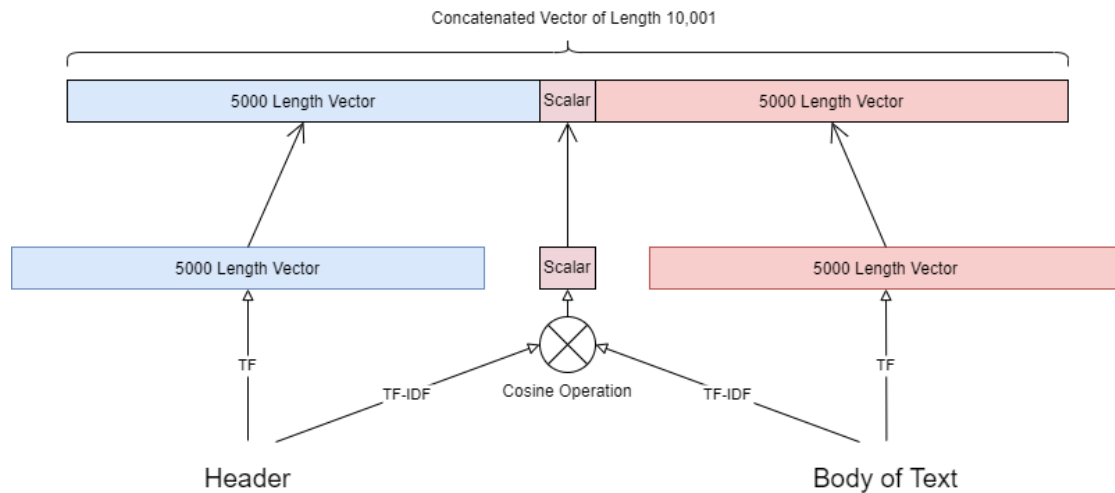 Concatenated Vector of Length 10,001
5000 Length Vector
Scalar
5000 Length Vector
5000 Length Vector
Scalar
5000 Length Vector
TF
TF
TF-IDF
Cosine Operation
TF-IDF
Header
Body of Text